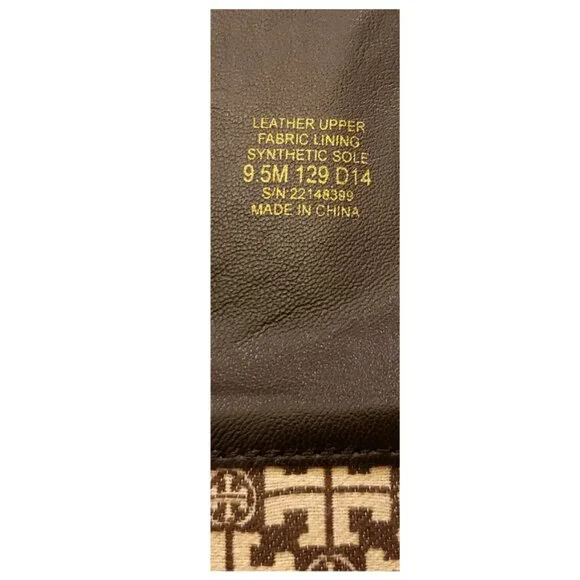 LEATHER UPPER
FABRIC LINING
SYNTHETIC SOLE
9.5M 129 D14
S/N:22148399
MADE IN CHINA